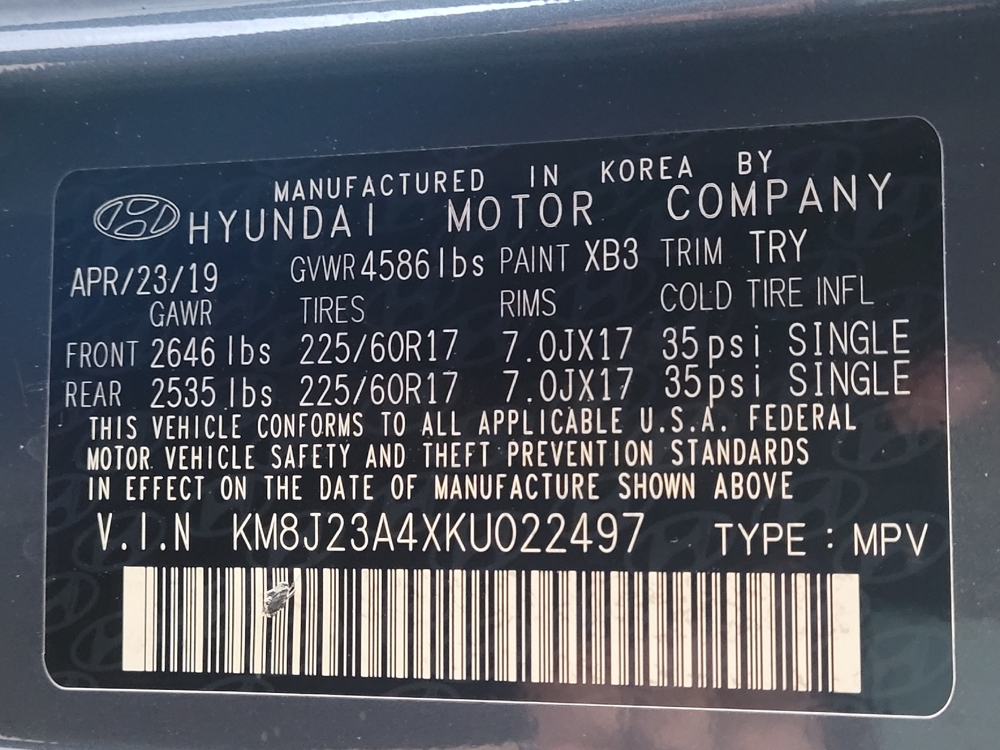 MANUFACTURED IN KOREA BY
HYUNDAI MOTOR COMPANY
APR/23/19 GVWR 4586 lbs PAINT XB3 TRIM TRY
GAWR TIRES RIMS COLD TIRE INFL
FRONT 2646 lbs 225/60R17 7.0JX17 35psi SINGLE
REAR 2535 lbs 225/60R17 7.0JX17 35psi SINGLE
THIS VEHICLE CONFORMS TO ALL APPLICABLE U.S.A. FEDERAL
MOTOR VEHICLE SAFETY AND THEFT PREVENTION STANDARDS
IN EFFECT ON THE DATE OF MANUFACTURE SHOWN ABOVE
V.I.N KM8J23A4XKU022497 TYPE : MPV